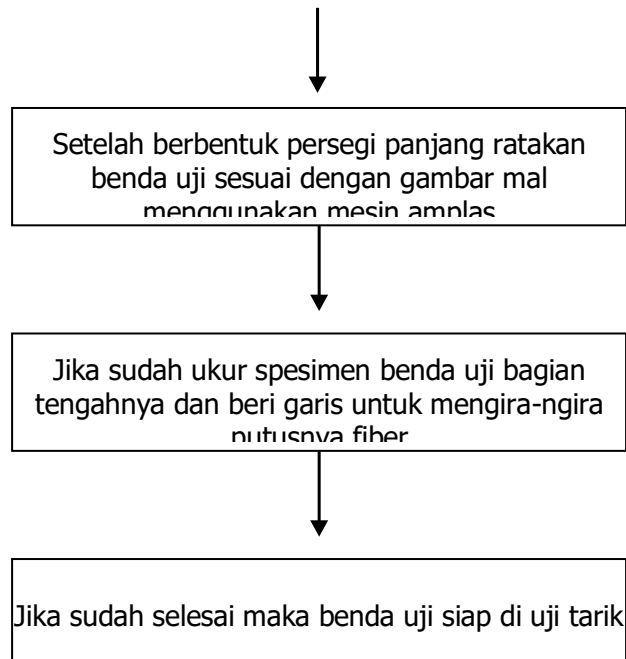 Setelah berbentuk persegi panjang ratakan
benda uji sesuai dengan gambar mal
menggunakan mesin amplas
Jika sudah ukur spesimen benda uji bagian
tengahnya dan beri garis untuk mengira-ngira
putusnya fiber
Jika sudah selesai maka benda uji siap di uji tarik